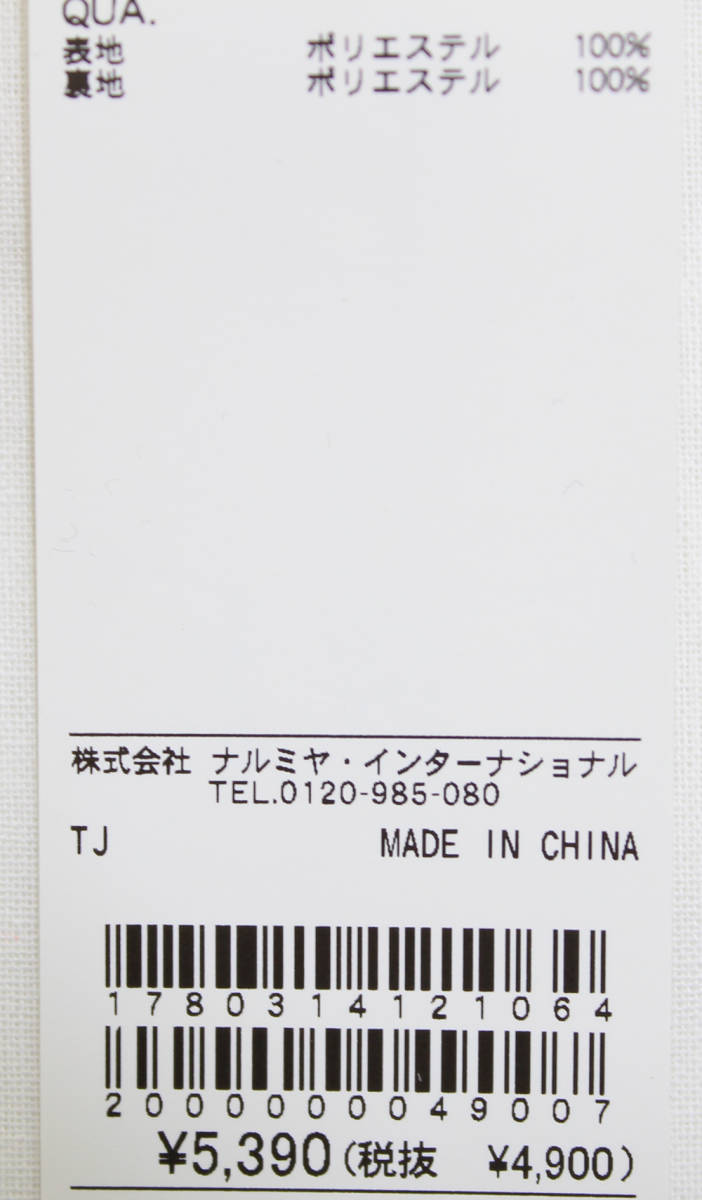 QUA.
表地 ポリエステル 100%
裏地 ポリエステル 100%
株式会社 ナルミヤ・インターナショナル
TEL.0120-985-080
TJ MADE IN CHINA
1780314121064
2000000049007
¥5,390(税抜 ¥4,900)